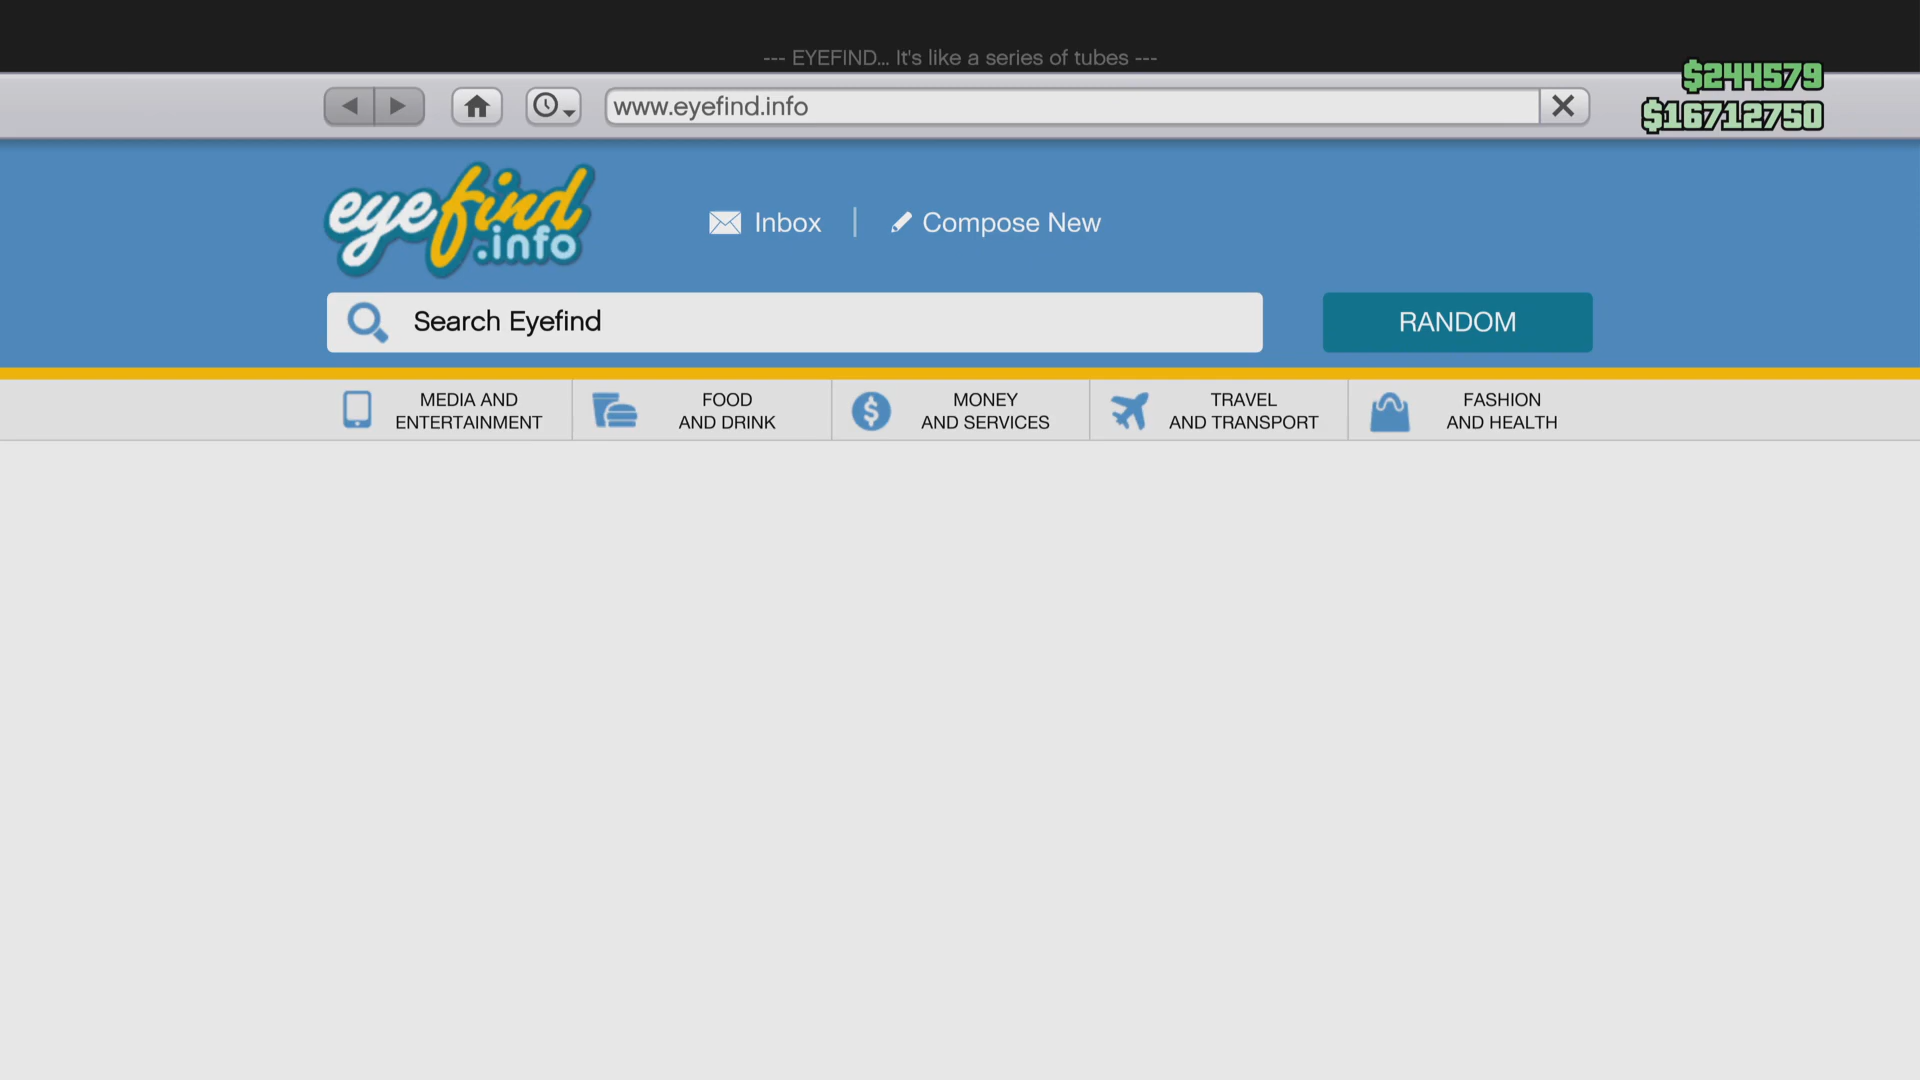 --- EYEFIND... It's like a series of tubes ---
$244579
www.eyefind.info
$16712750
eyefind
.info
Inbox
Compose New
Search Eyefind
RANDOM
MEDIA AND
ENTERTAINMENT
FOOD
AND DRINK
MONEY
AND SERVICES
TRAVEL
AND TRANSPORT
FASHION
AND HEALTH